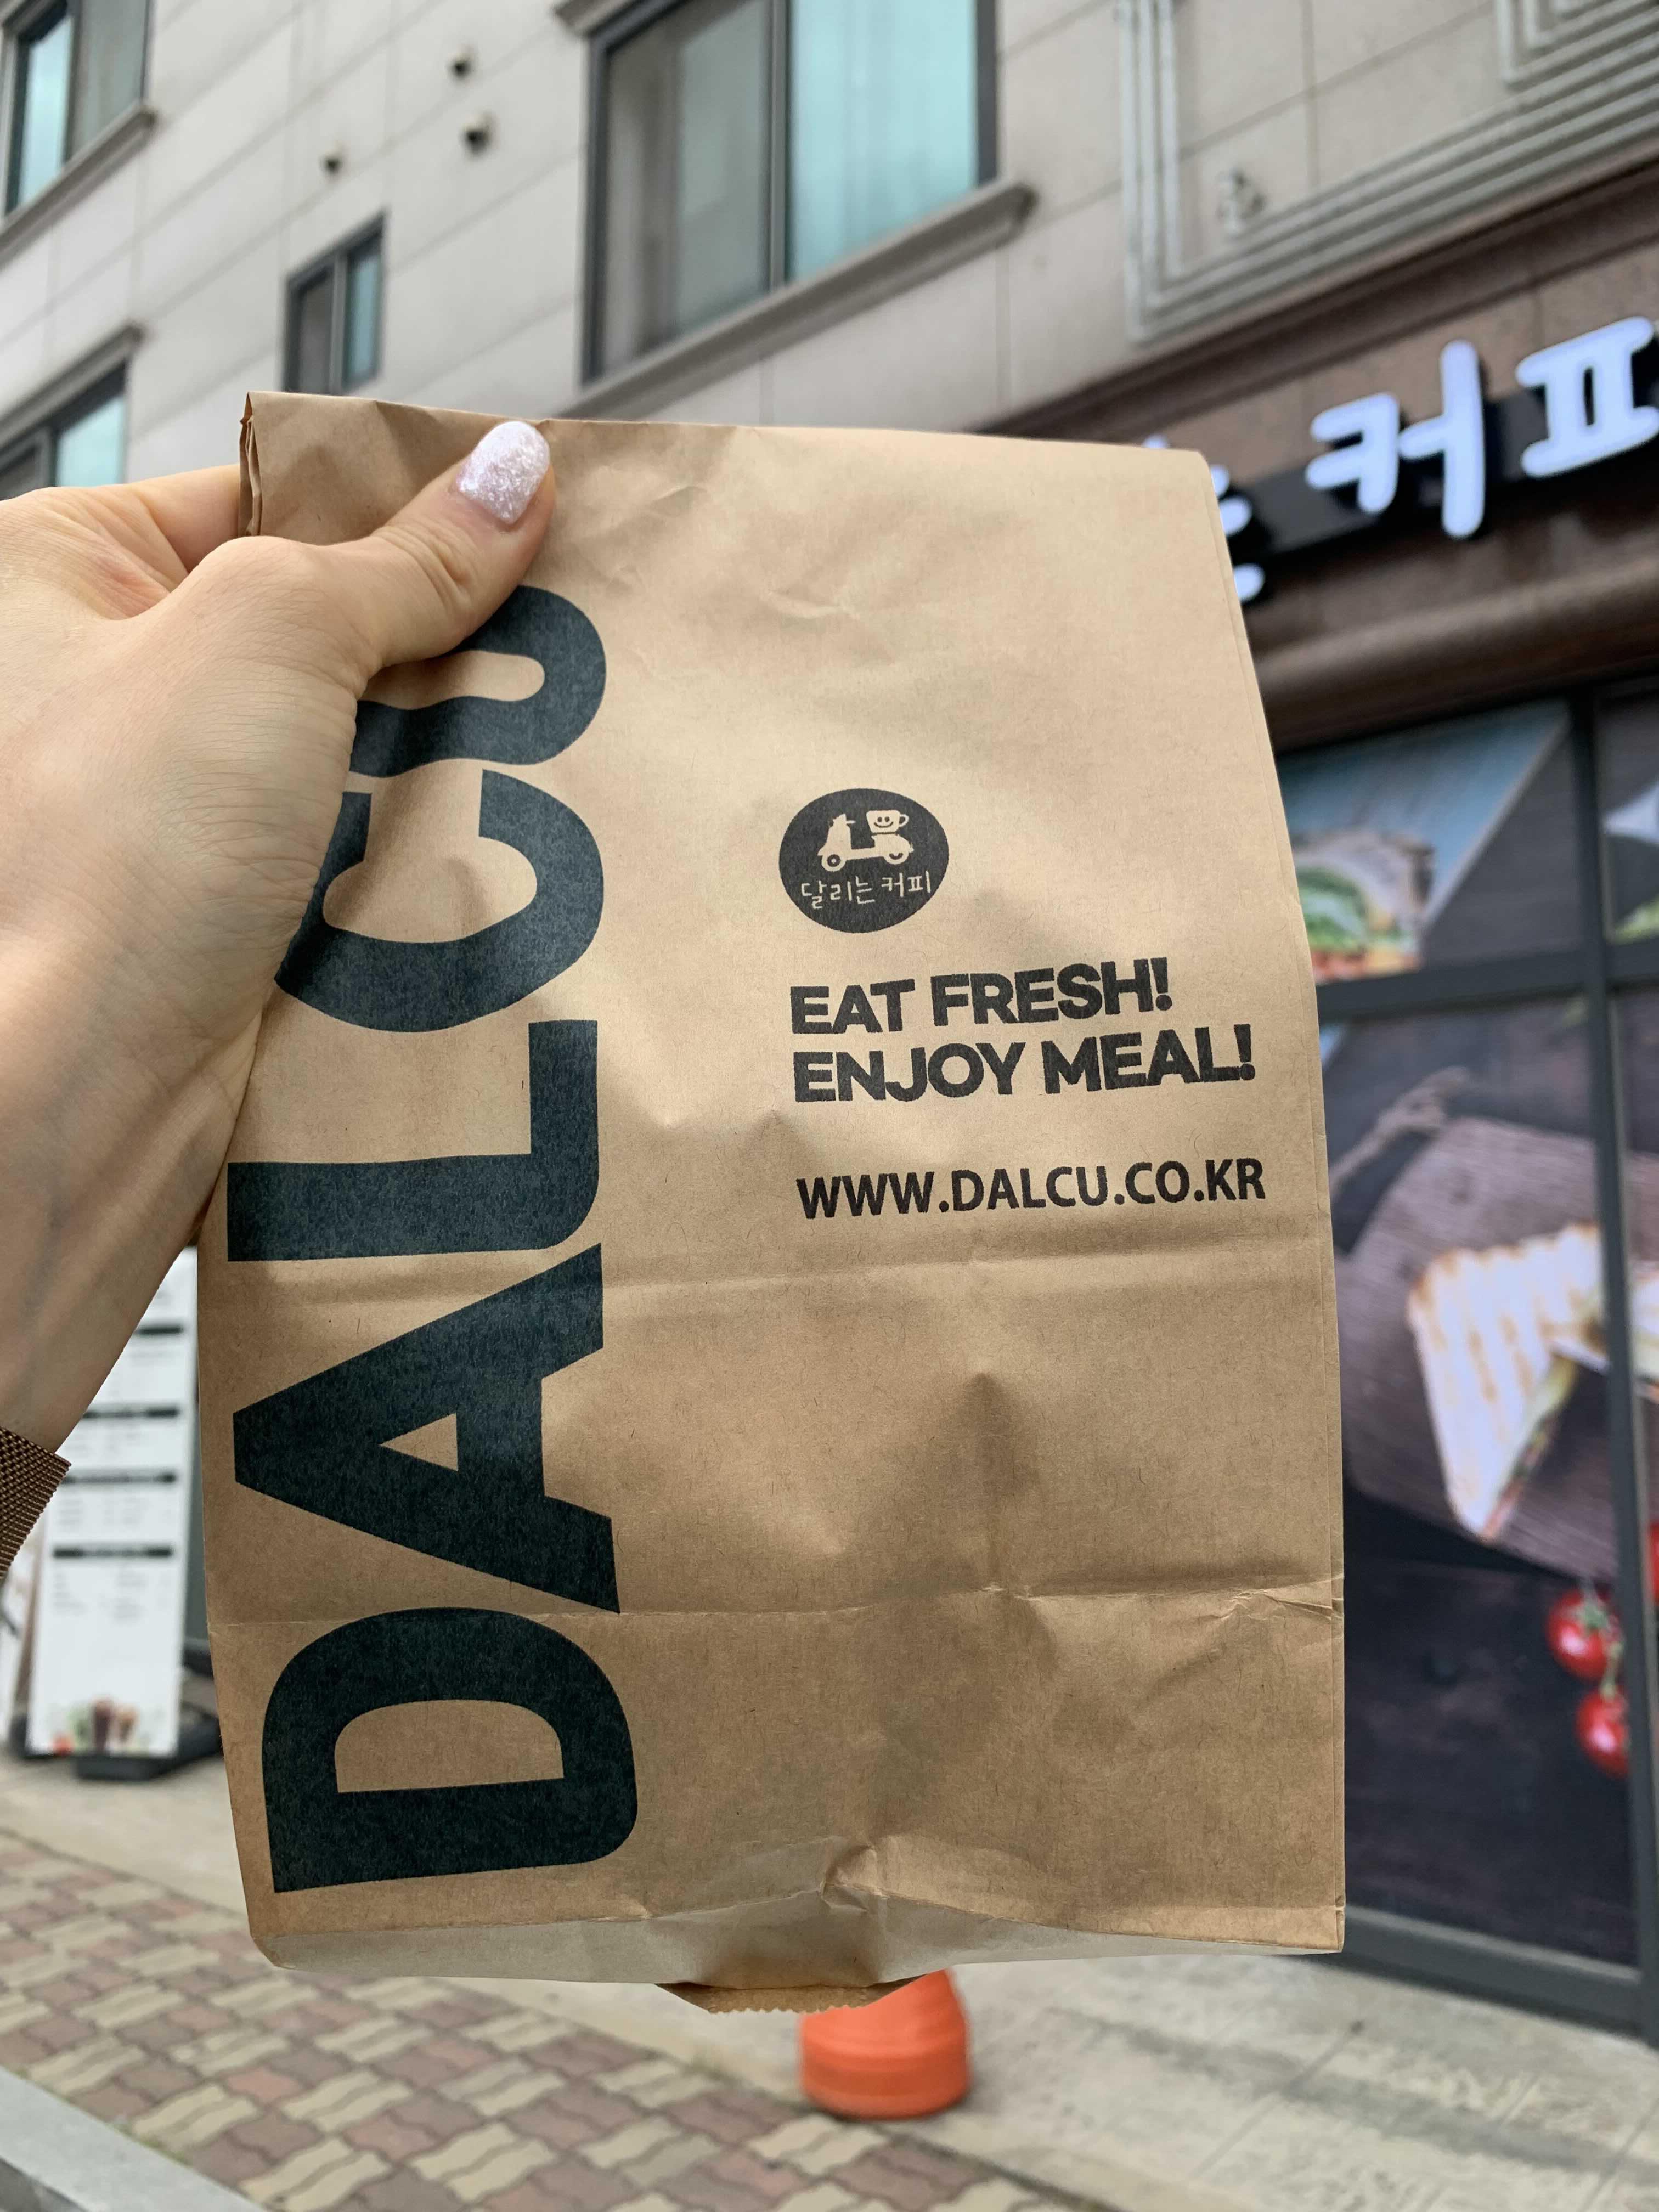 DALCU
달리는 커피
EAT FRESH!
ENJOY MEAL!
WWW.DALCU.CO.KR
커피